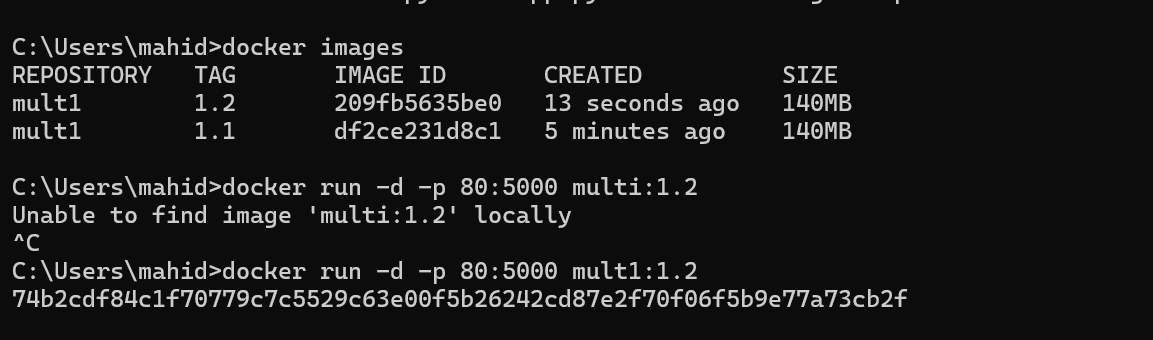 C:\Users\mahid>docker images
REPOSITORY   TAG       IMAGE ID       CREATED          SIZE
mult1        1.2       209fb5635be0   13 seconds ago   140MB
mult1        1.1       df2ce231d8c1   5 minutes ago    140MB
C:\Users\mahid>docker run -d -p 80:5000 multi:1.2
Unable to find image 'multi:1.2' locally
^C
C:\Users\mahid>docker run -d -p 80:5000 mult1:1.2
74b2cdf84c1f70779c7c5529c63e00f5b26242cd87e2f70f06f5b9e77a73cb2f